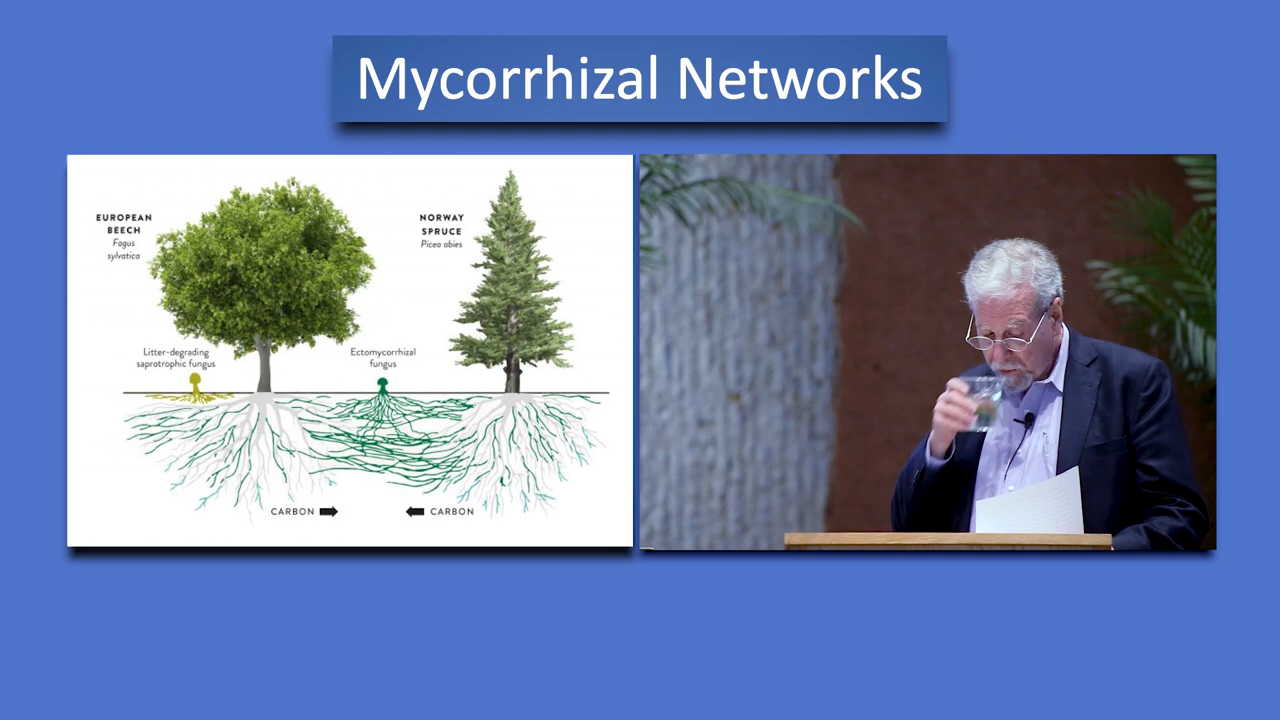 Mycorrhizal Networks
EUROPEAN
BEECH
Fagus
sylvatica
NORWAY
SPRUCE
Picea abies
Litter-degrading
saprotrophic fungus
Ectomycorrhizal
fungus
CARBON
CARBON